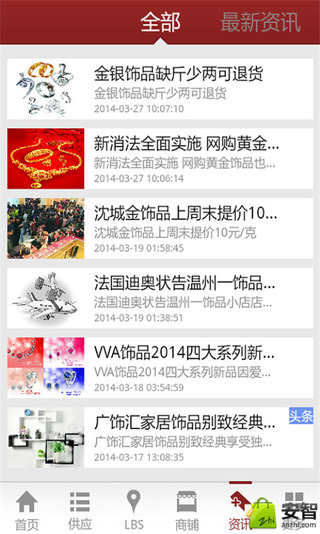 全部
最新资讯
金银饰品缺斤少两可退货
金银饰品缺斤少两可退货
2014-03-27 10:07:10
新消法全面实施 网购黄金...
新消法全面实施 网购黄金饰品也...
2014-03-27 10:06:14
沈城金饰品上周末提价10...
沈城金饰品上周末提价10元/克
2014-03-19 01:58:45
法国迪奥状告温州一饰品...
法国迪奥状告温州一饰品小店店...
2014-03-19 01:38:51
VVA饰品2014四大系列新...
VVA饰品2014四大系列新品因爱...
2014-03-18 03:54:59
头条
广饰汇家居饰品别致经典...
广饰汇家居饰品别致经典享受独...
2014-03-17 13:08:35
首页
供应
LBS
商铺
资讯
安智
zhi
anzhi.com